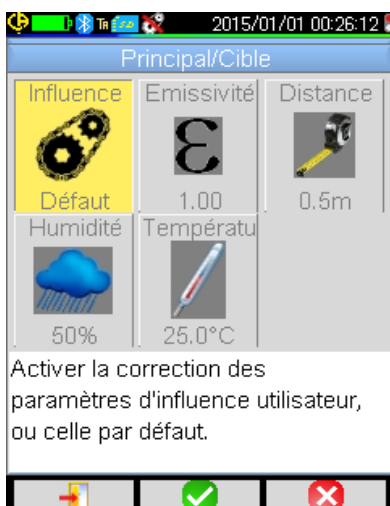 2015/01/01 00:26:12
Principal/Cible
Influence Emissivité Distance
ε
Défaut 1.00 0.5m
Humidité Températu
50% 25.0°C
Activer la correction des
paramètres d'influence utilisateur,
ou celle par défaut.